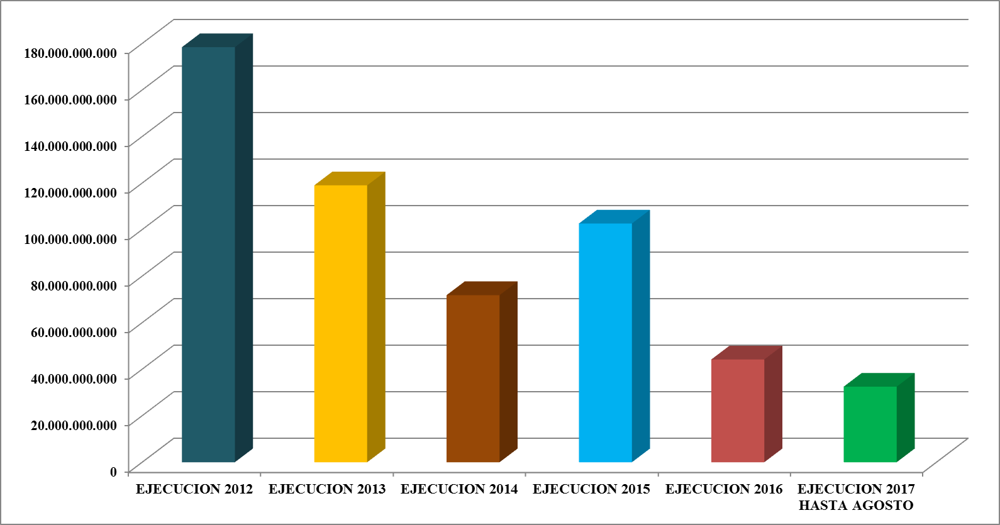 180.000.000.000
160.000.000.000
140.000.000.000
120.000.000.000
100.000.000.000
80.000.000.000
60.000.000.000
40.000.000.000
20.000.000.000
0
EJECUCION 2012
EJECUCION 2013
EJECUCION 2014
EJECUCION 2015
EJECUCION 2016
EJECUCION 2017
HASTA AGOSTO